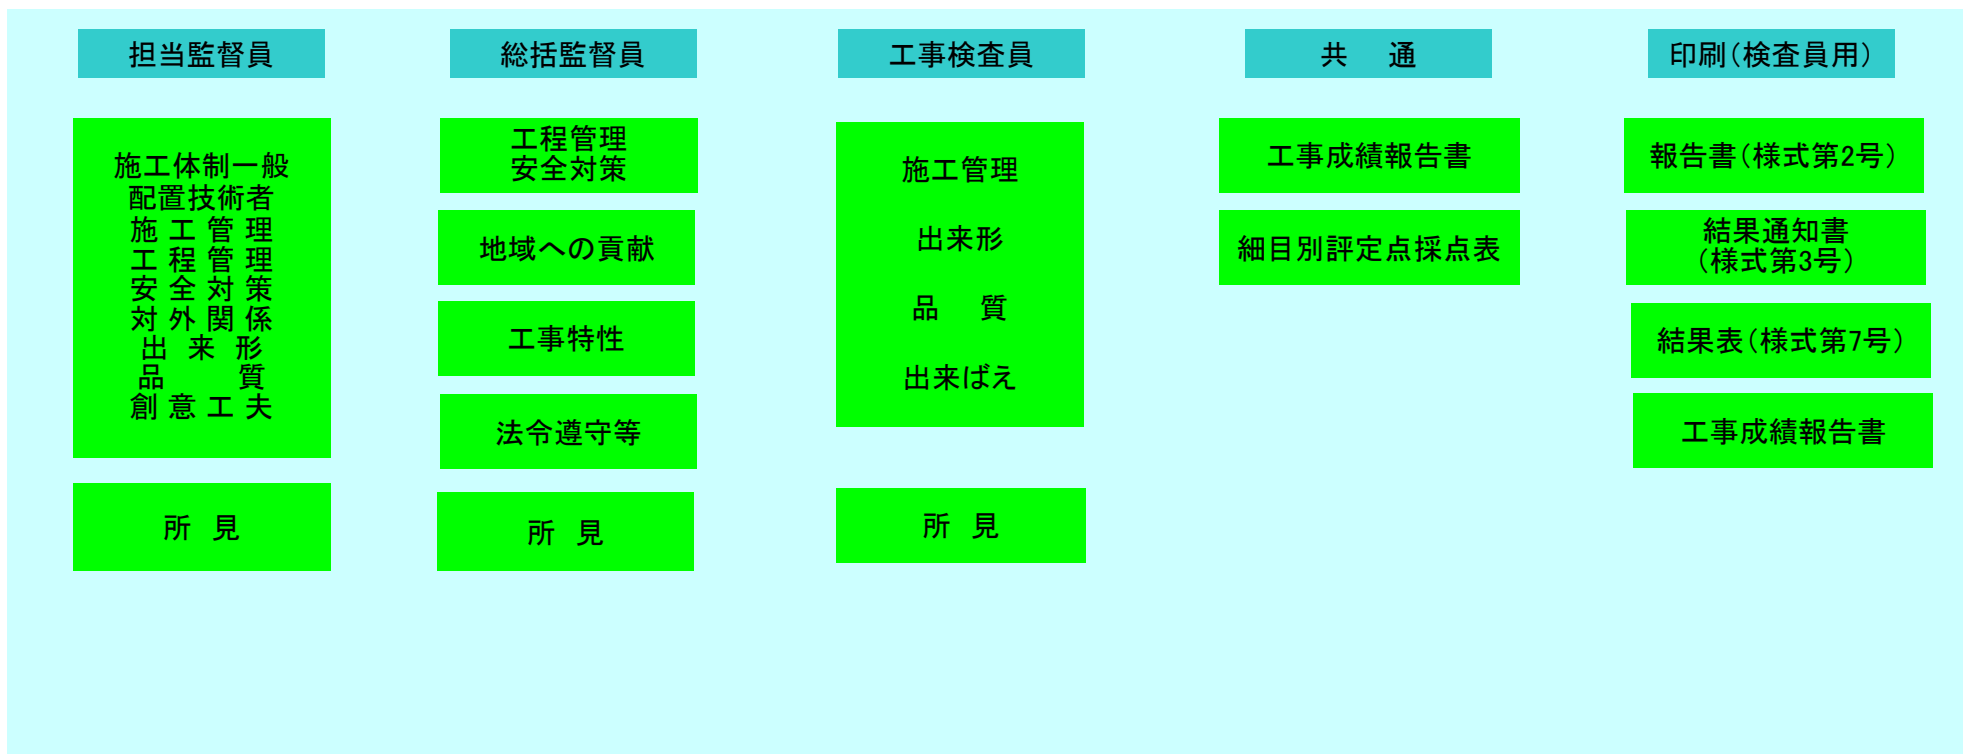 担当監督員
総括監督員
工事検査員
共　通
印刷(検査員用)
施工体制一般
配置技術者
施 工 管 理
工 程 管 理
安 全 対 策
対 外 関 係
出 来 形
品　　質
創 意 工 夫
所 見
工程管理
安全対策
地域への貢献
工事特性
法令遵守等
所 見
施工管理
出来形
品　質
出来ばえ
所 見
工事成績報告書
細目別評定点採点表
報告書(様式第2号)
結果通知書
(様式第3号)
結果表(様式第7号)
工事成績報告書